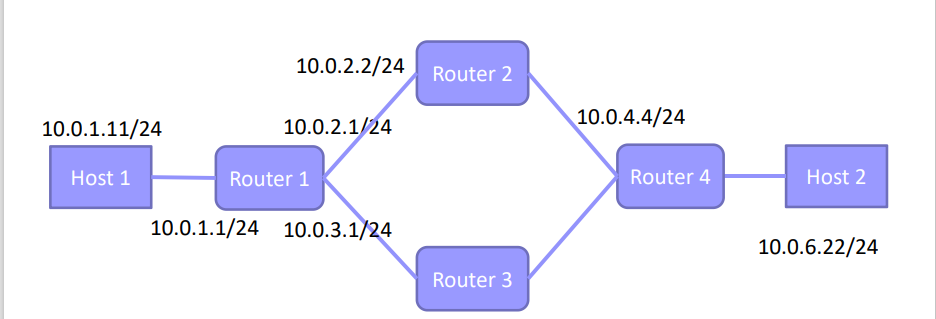 10.0.2.2/24
Router 2
10.0.2.1/24
10.0.4.4/24
10.0.1.11/24
Host 1
Router 1
Router 4
Host 2
10.0.1.1/24
10.0.3.1/24
10.0.6.22/24
Router 3